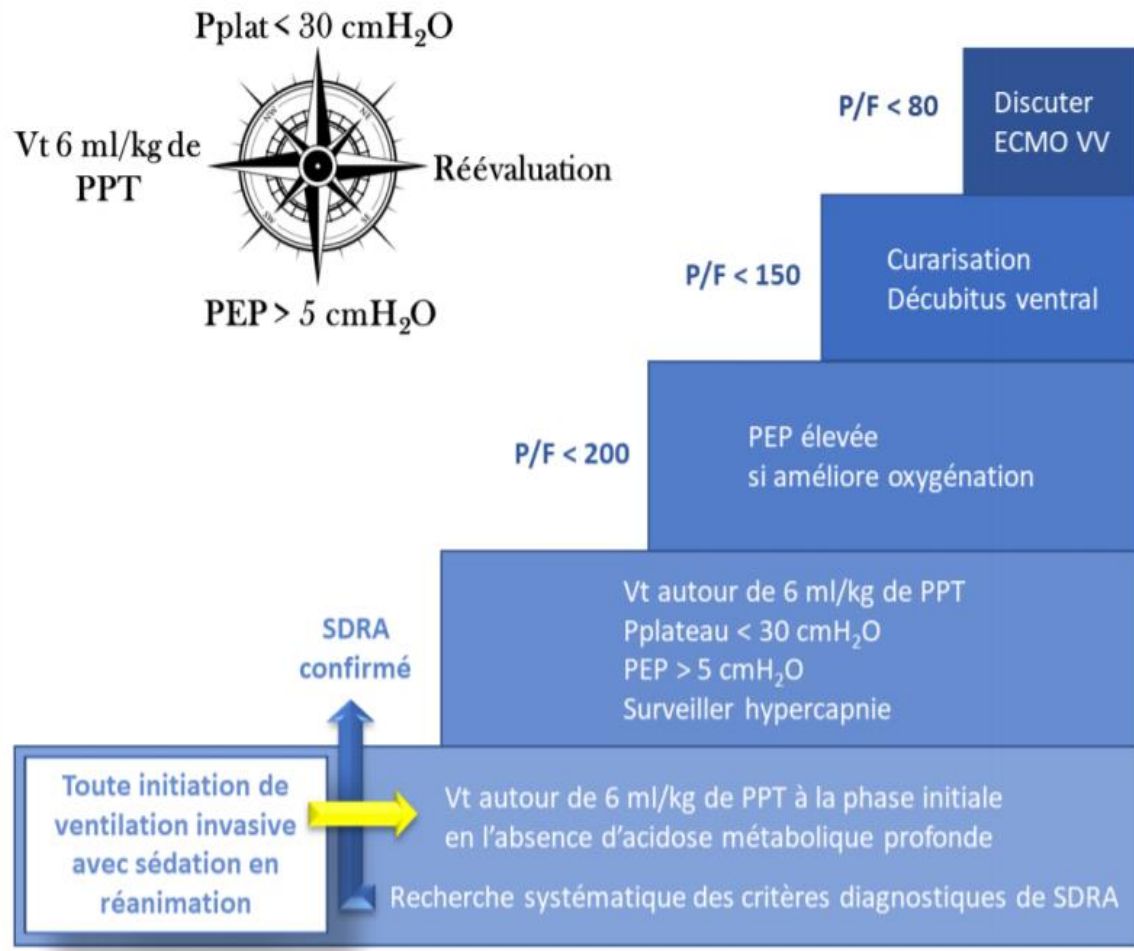 Pplat < 30 cmH₂O
Vt 6 ml/kg de
PPT
Réévaluation
PEP > 5 cmH₂O
NW
NE
SW
SE
P/F < 80
Discuter
ECMO VV
P/F < 150
Curarisation
Décubitus ventral
P/F < 200
PEP élevée
si améliore oxygénation
SDRA
confirmé
Vt autour de 6 ml/kg de PPT
Pplateau < 30 cmH₂O
PEP > 5 cmH₂O
Surveiller hypercapnie
Toute initiation de
ventilation invasive
avec sédation en
réanimation
Vt autour de 6 ml/kg de PPT à la phase initiale
en l'absence d'acidose métabolique profonde
Recherche systématique des critères diagnostiques de SDRA